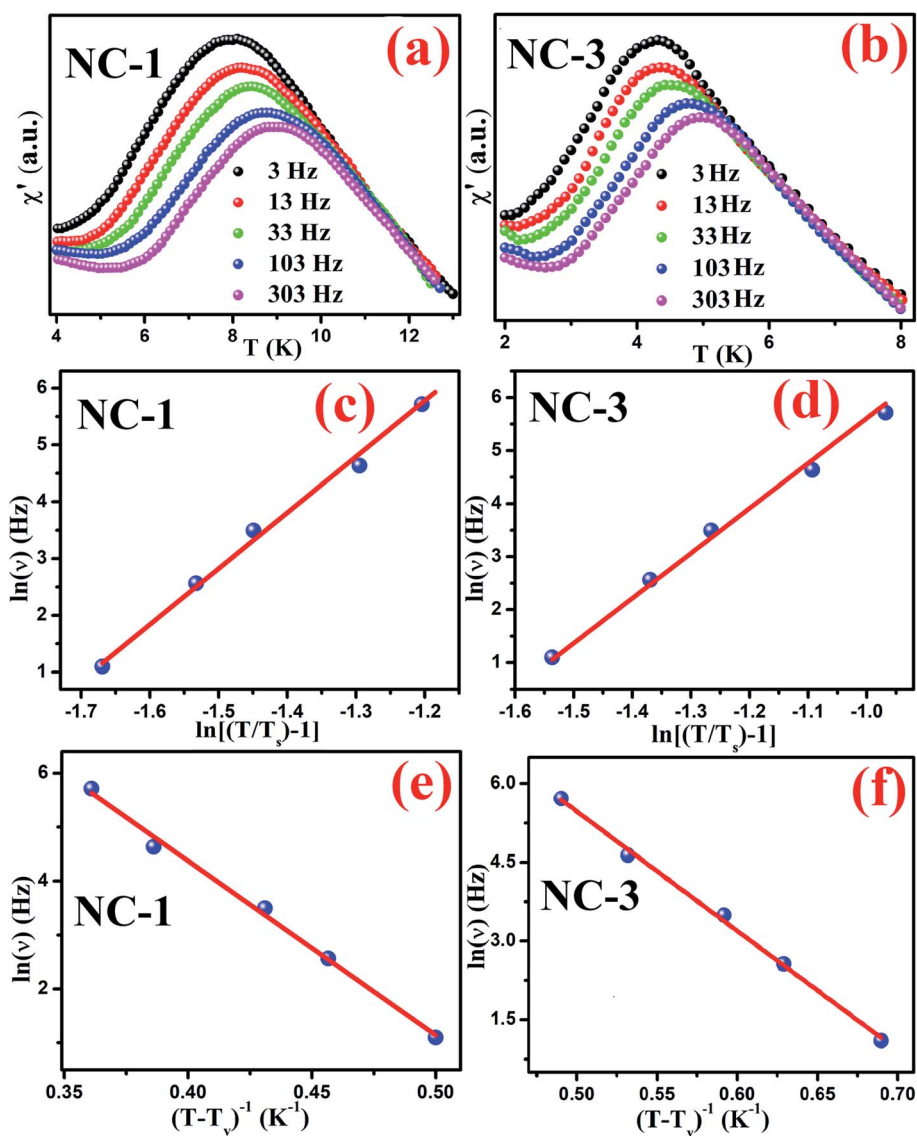 NC-1
(a)
χ' (a.u.)
3 Hz
13 Hz
33 Hz
103 Hz
303 Hz
4 6 8 10 12
T (K)
NC-3
(b)
χ' (a.u.)
3 Hz
13 Hz
33 Hz
103 Hz
303 Hz
2 4 6 8
T (K)
NC-1
(c)
ln(ν) (Hz)
6
5
4
3
2
1
-1.7 -1.6 -1.5 -1.4 -1.3 -1.2
ln[(T/Ts)-1]
NC-3
(d)
ln(ν) (Hz)
6
5
4
3
2
1
-1.6 -1.5 -1.4 -1.3 -1.2 -1.1 -1.0
ln[(T/Ts)-1]
(e)
NC-1
ln(ν) (Hz)
6
4
2
0.35 0.40 0.45 0.50
(T-Tv)-1 (K-1)
(f)
NC-3
ln(ν) (Hz)
6.0
4.5
3.0
1.5
0.50 0.55 0.60 0.65 0.70
(T-Tv)-1 (K-1)